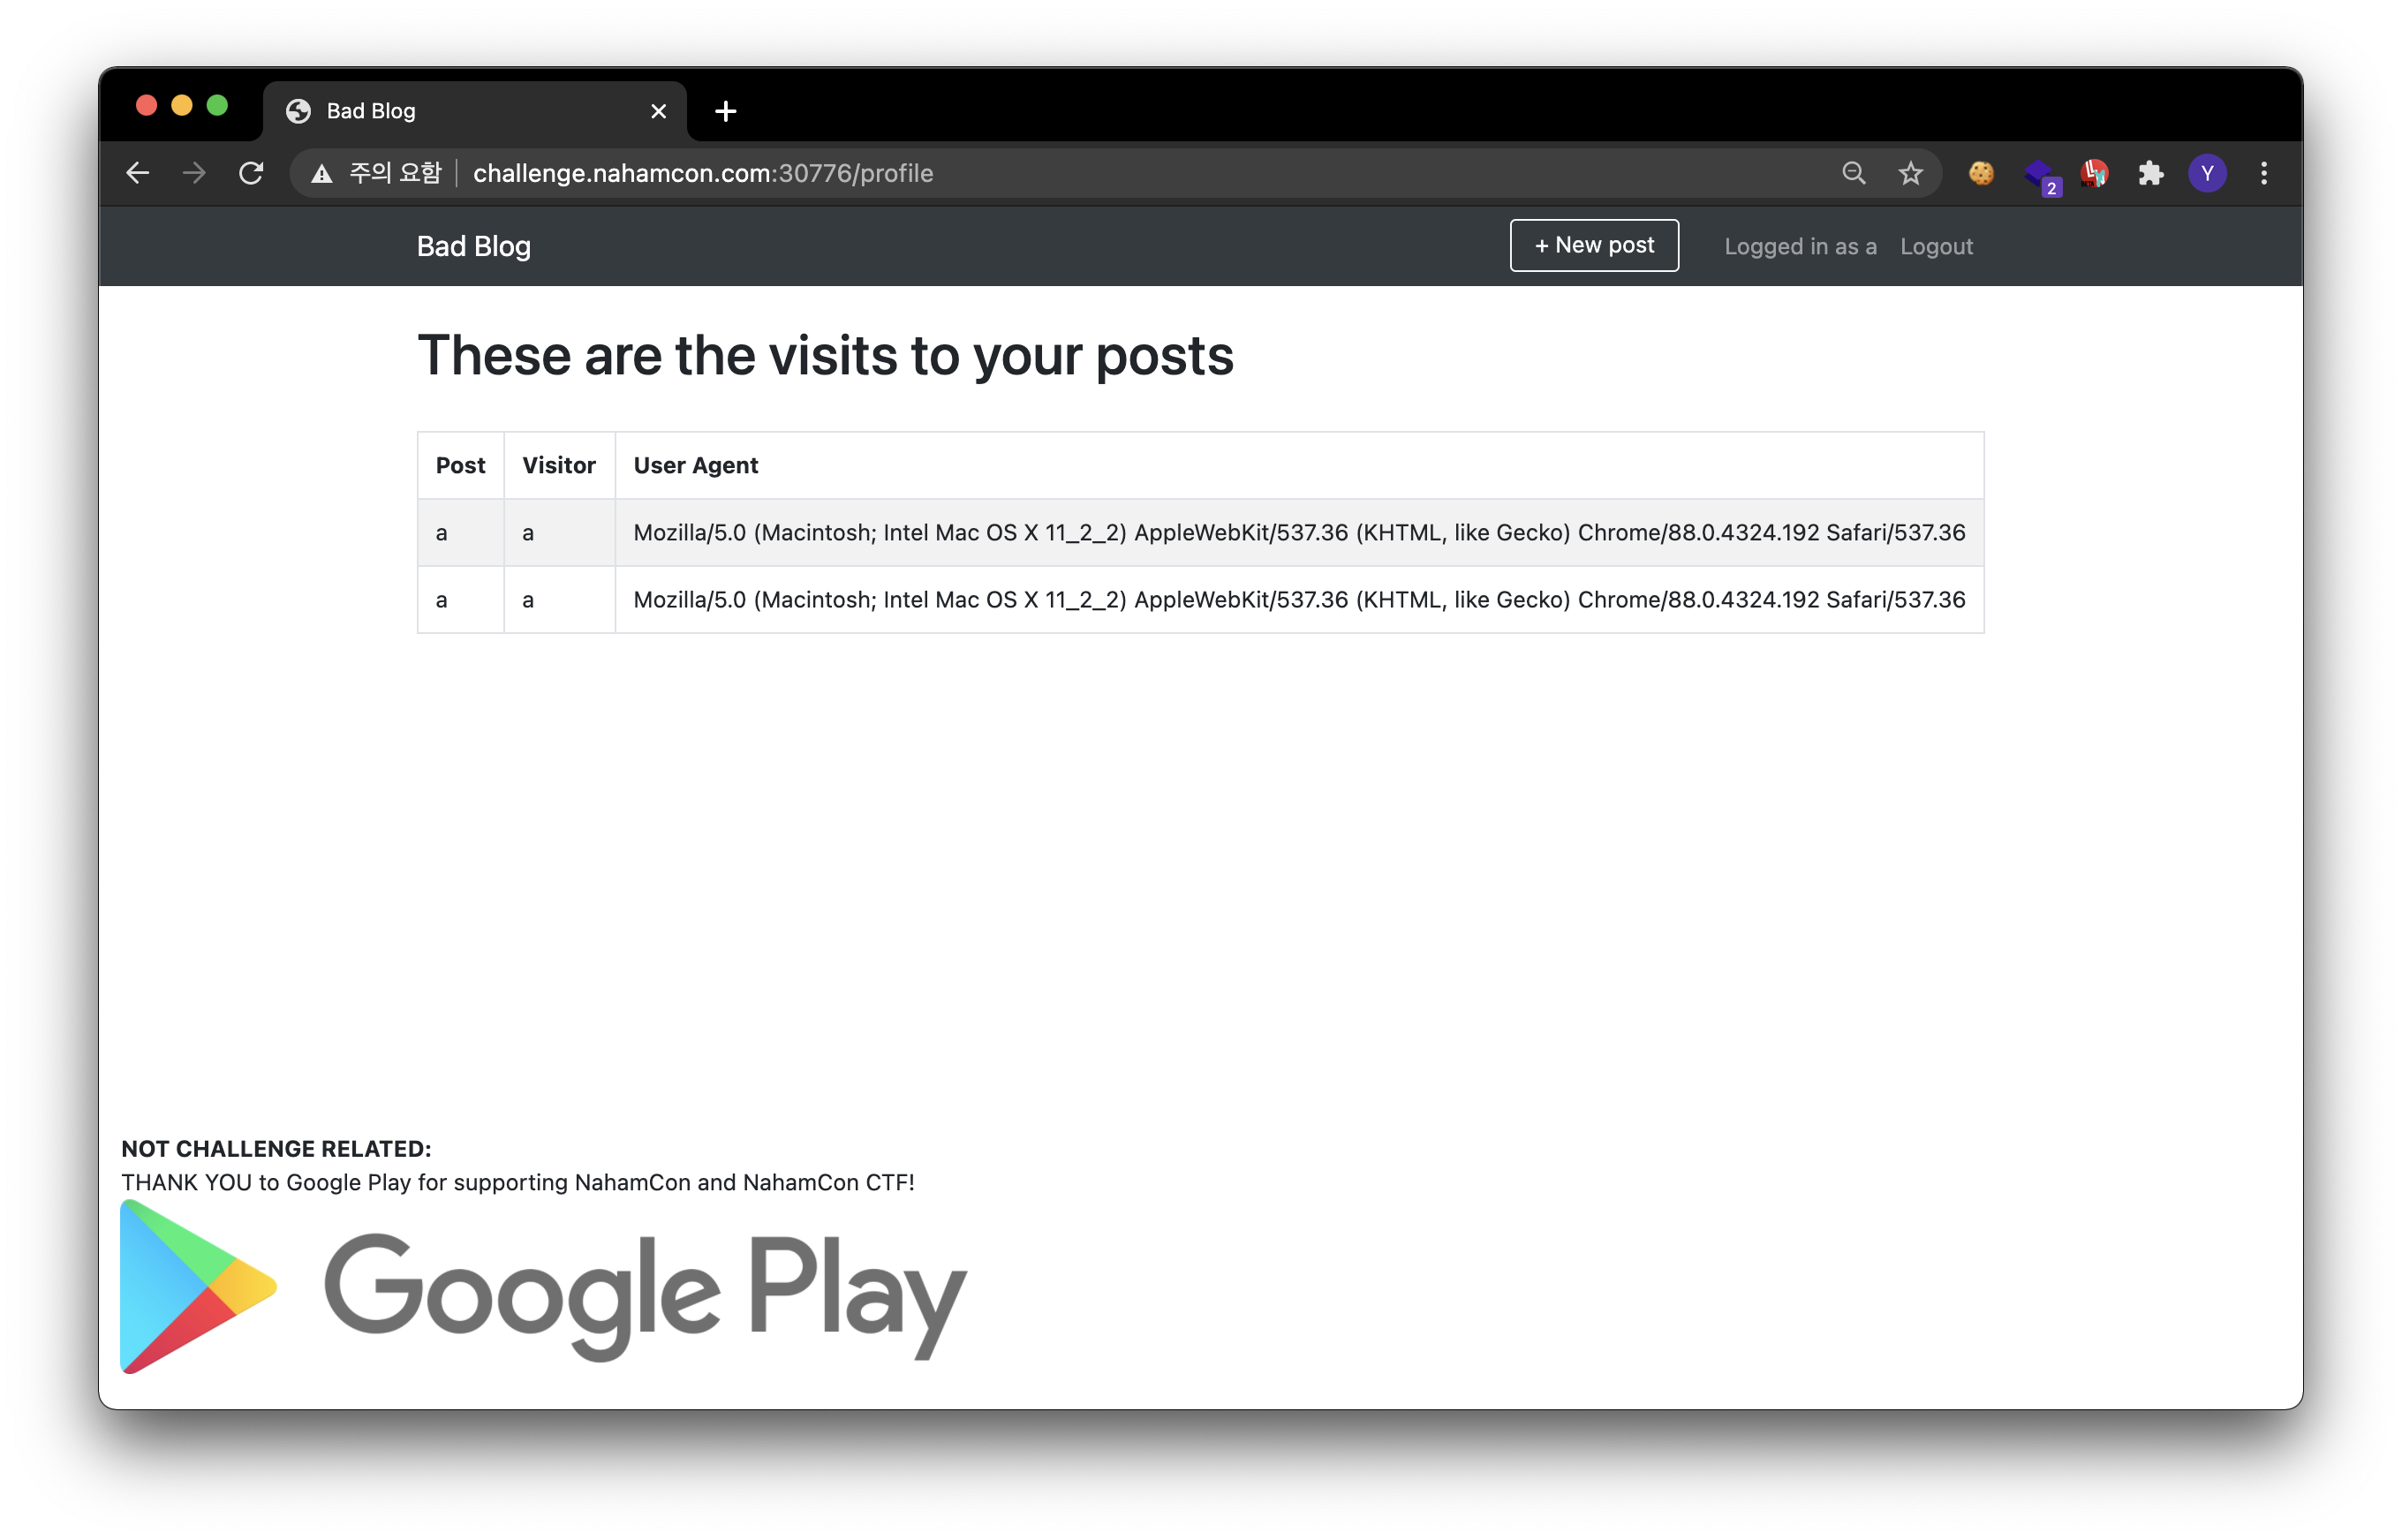 Bad Blog
주의 요함 challenge.nahamcon.com:30776/profile
2
Y
Bad Blog + New post Logged in as a Logout
These are the visits to your posts
Post Visitor User Agent
a a Mozilla/5.0 (Macintosh; Intel Mac OS X 11_2_2) AppleWebKit/537.36 (KHTML, like Gecko) Chrome/88.0.4324.192 Safari/537.36
a a Mozilla/5.0 (Macintosh; Intel Mac OS X 11_2_2) AppleWebKit/537.36 (KHTML, like Gecko) Chrome/88.0.4324.192 Safari/537.36
NOT CHALLENGE RELATED:
THANK YOU to Google Play for supporting NahamCon and NahamCon CTF!
Google Play